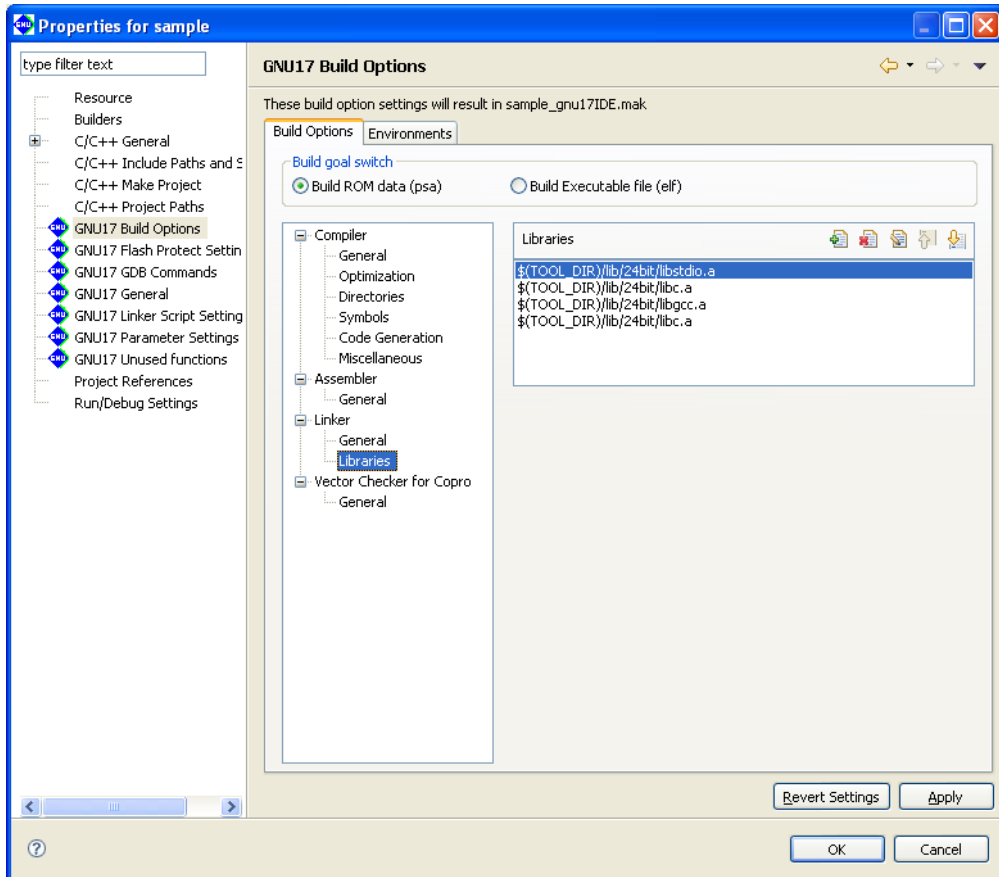 Properties for sample
type filter text
Resource
Builders
C/C++ General
C/C++ Include Paths and S
C/C++ Make Project
C/C++ Project Paths
GNU17 Build Options
GNU17 Flash Protect Settin
GNU17 GDB Commands
GNU17 General
GNU17 Linker Script Setting
GNU17 Parameter Settings
GNU17 Unused functions
Project References
Run/Debug Settings
GNU17 Build Options
These build option settings will result in sample_gnu17IDE.mak
Build Options Environments
Build goal switch
Build ROM data (psa) Build Executable file (elf)
Compiler
General
Optimization
Directories
Symbols
Code Generation
Miscellaneous
Assembler
General
Linker
General
Libraries
Vector Checker for Copro
General
Libraries
$(TOOL_DIR)/lib/24bit/libstdio.a
$(TOOL_DIR)/lib/24bit/libc.a
$(TOOL_DIR)/lib/24bit/libgcc.a
$(TOOL_DIR)/lib/24bit/libc.a
Revert Settings Apply
OK Cancel